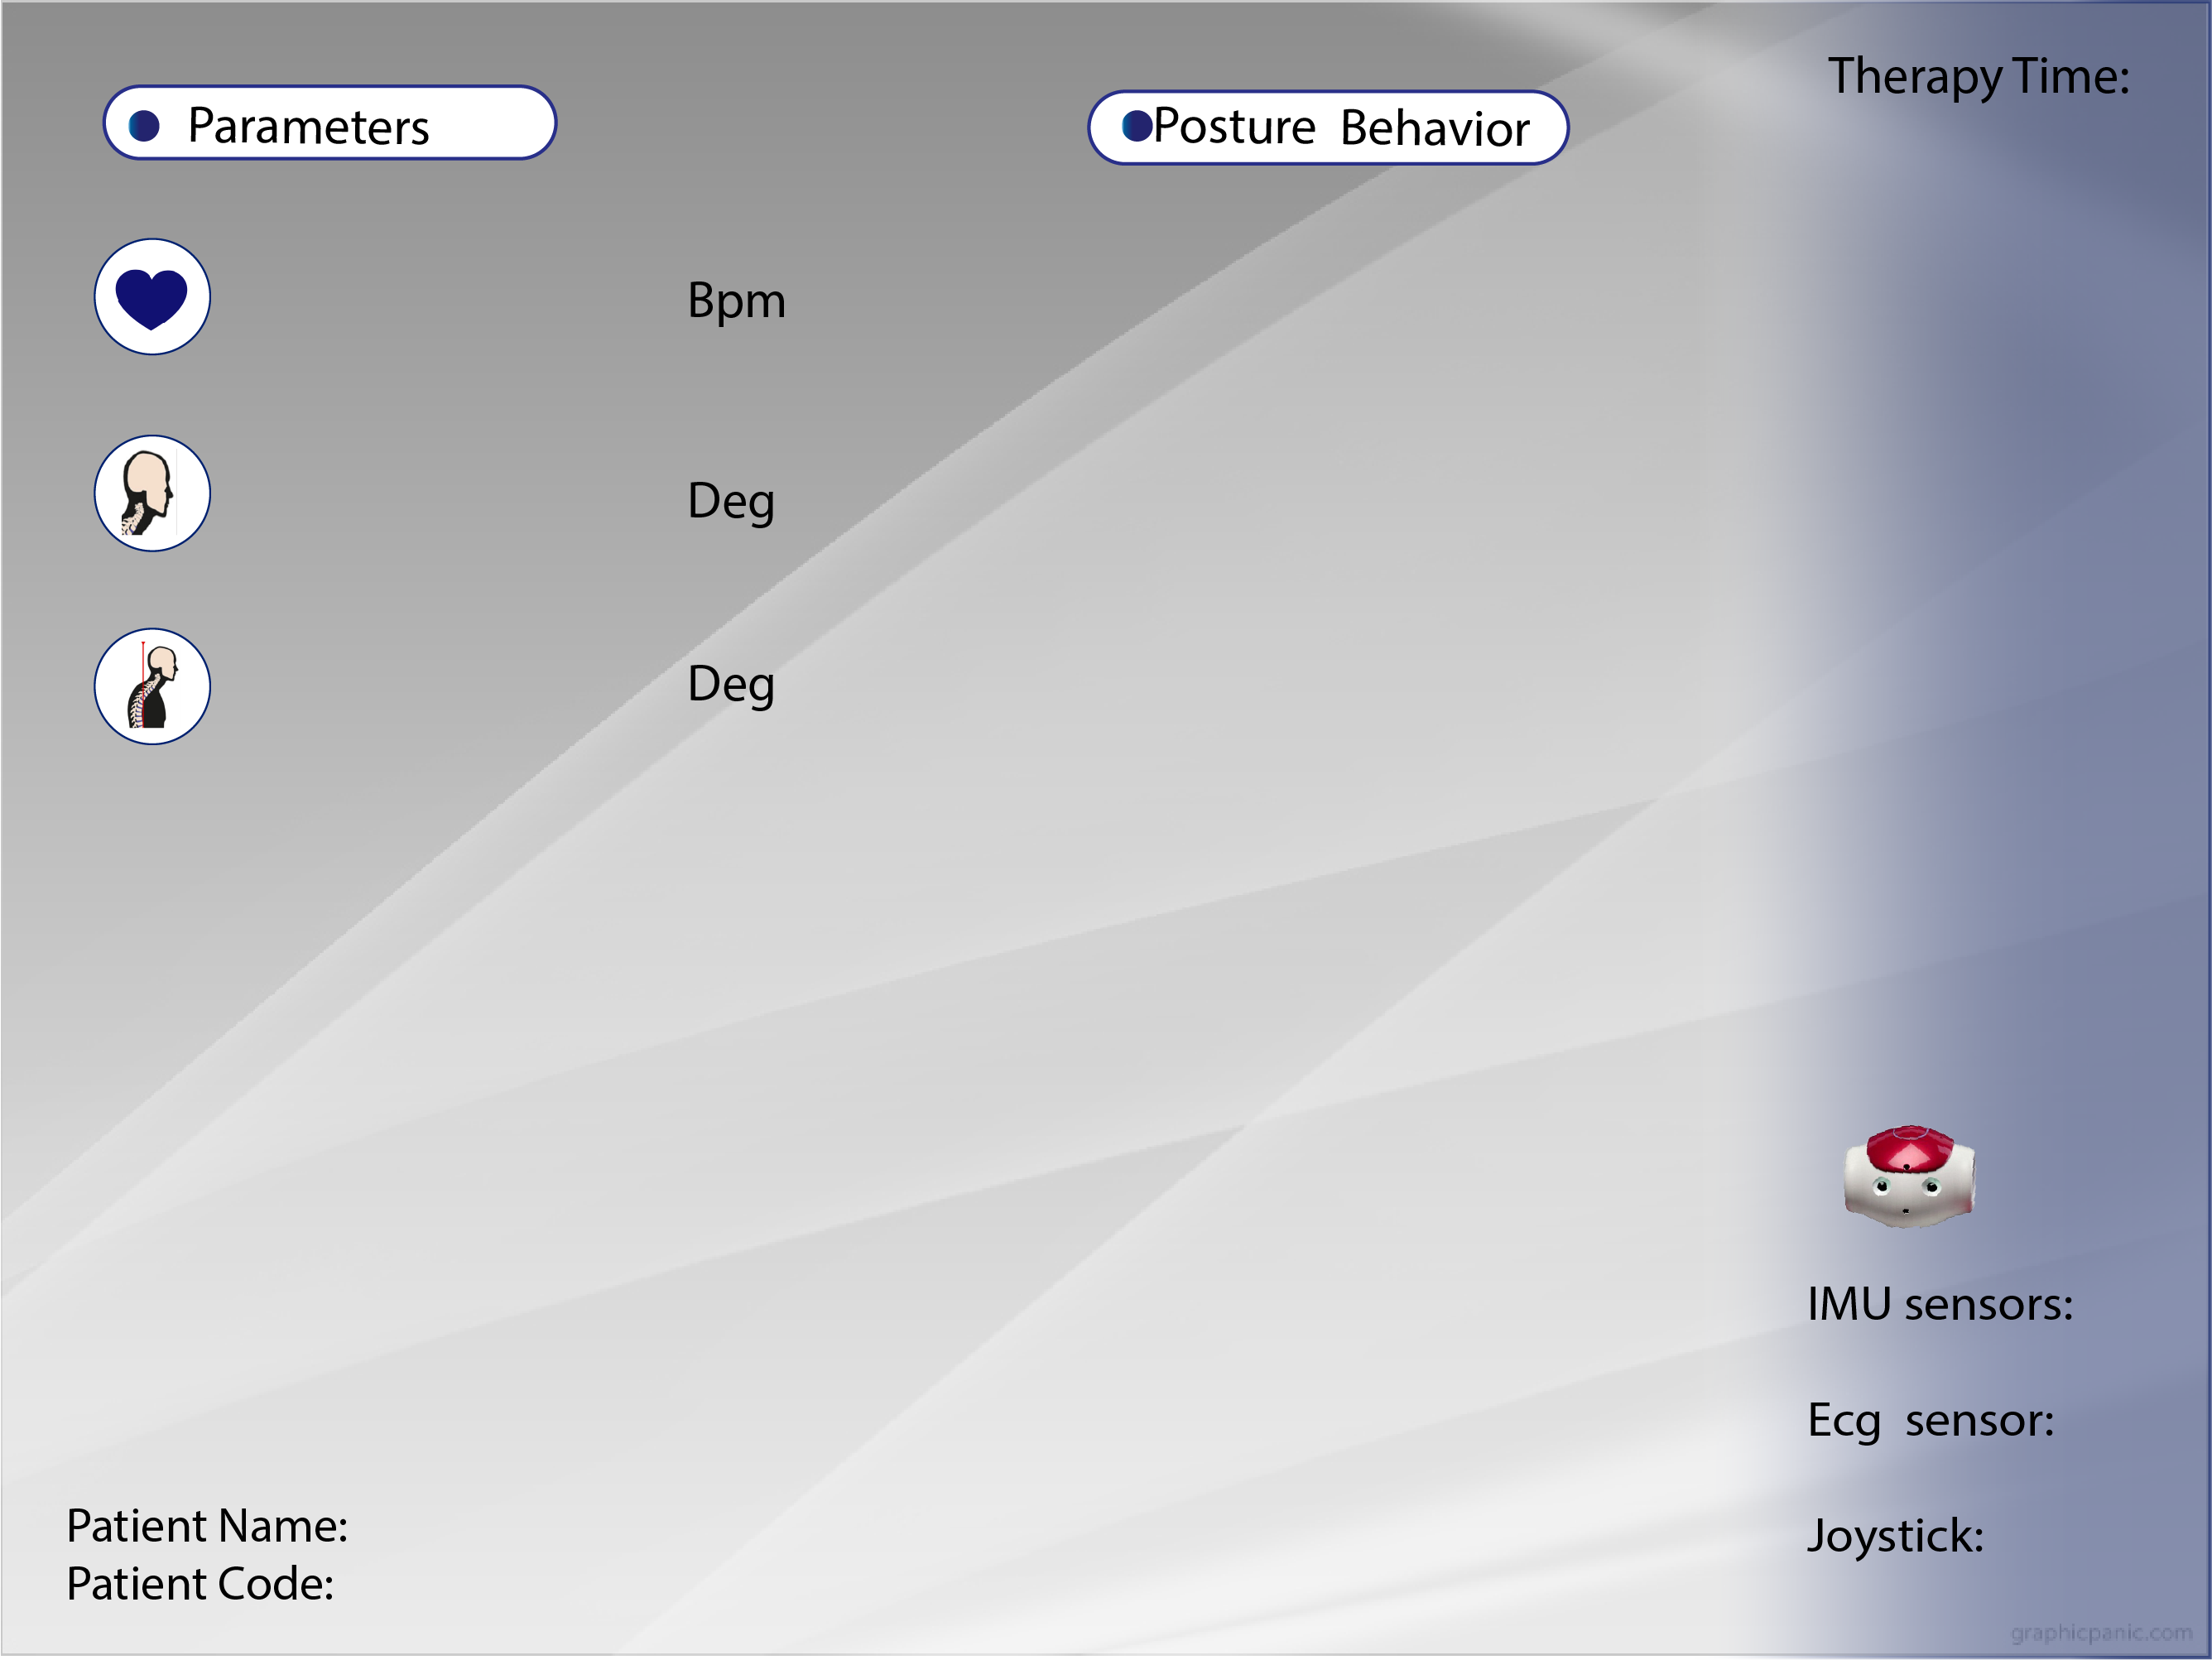 Therapy Time:
Parameters
Posture Behavior
Bpm
Deg
Deg
IMU sensors:
Ecg sensor:
Joystick:
Patient Name:
Patient Code:
graphicpanic.com